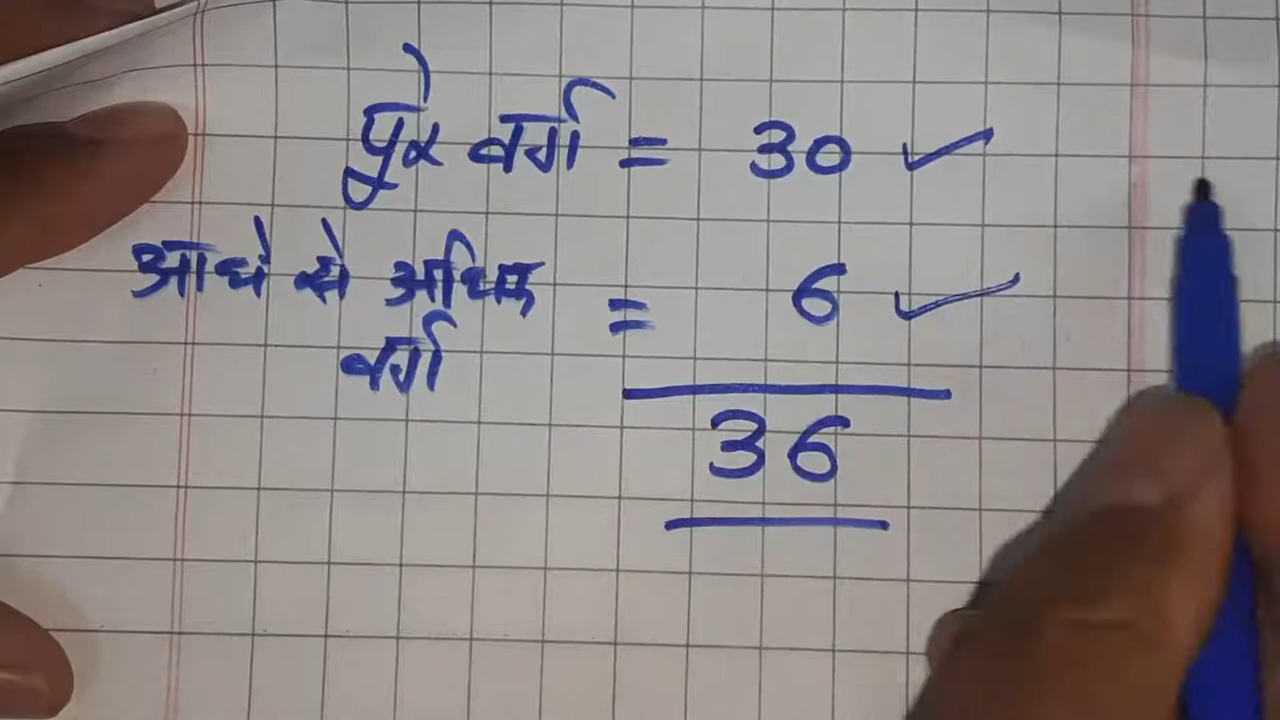 पुरे वर्ग = 30 ✓
आधे से अधिक = 6 ✓
वर्ग
36